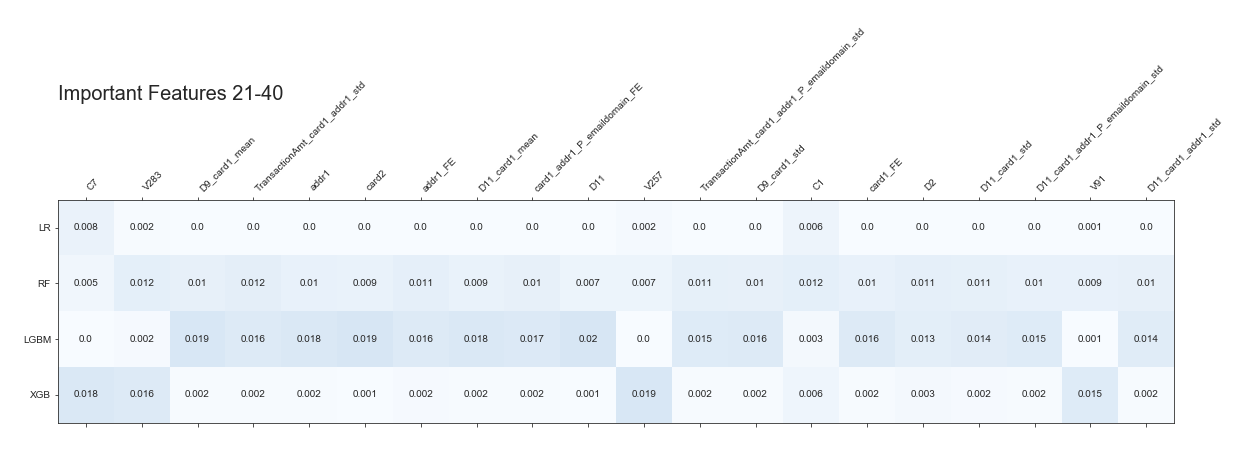 Important Features 21-40
C7 V283 D9_card1_mean TransactionAmt_card1_addr1_std addr1 card2 addr1_FE D11_card1_mean card1_addr1_P_emaildomain_FE D11 V257 TransactionAmt_card1_addr1_P_emaildomain_std D9_card1_std C1 card1_FE D2 D11_card1_std D11_card1_addr1_P_emaildomain_std V91 D11_card1_addr1_std
LR 0.008 0.002 0.0 0.0 0.0 0.0 0.0 0.0 0.0 0.0 0.002 0.0 0.0 0.006 0.0 0.0 0.0 0.0 0.001 0.0
RF 0.005 0.012 0.01 0.012 0.01 0.009 0.011 0.009 0.01 0.007 0.007 0.011 0.01 0.012 0.01 0.011 0.011 0.01 0.009 0.01
LGBM 0.0 0.002 0.019 0.016 0.018 0.019 0.016 0.018 0.017 0.02 0.0 0.015 0.016 0.003 0.016 0.013 0.014 0.015 0.001 0.014
XGB 0.018 0.016 0.002 0.002 0.002 0.001 0.002 0.002 0.002 0.001 0.019 0.002 0.002 0.006 0.002 0.003 0.002 0.002 0.015 0.002